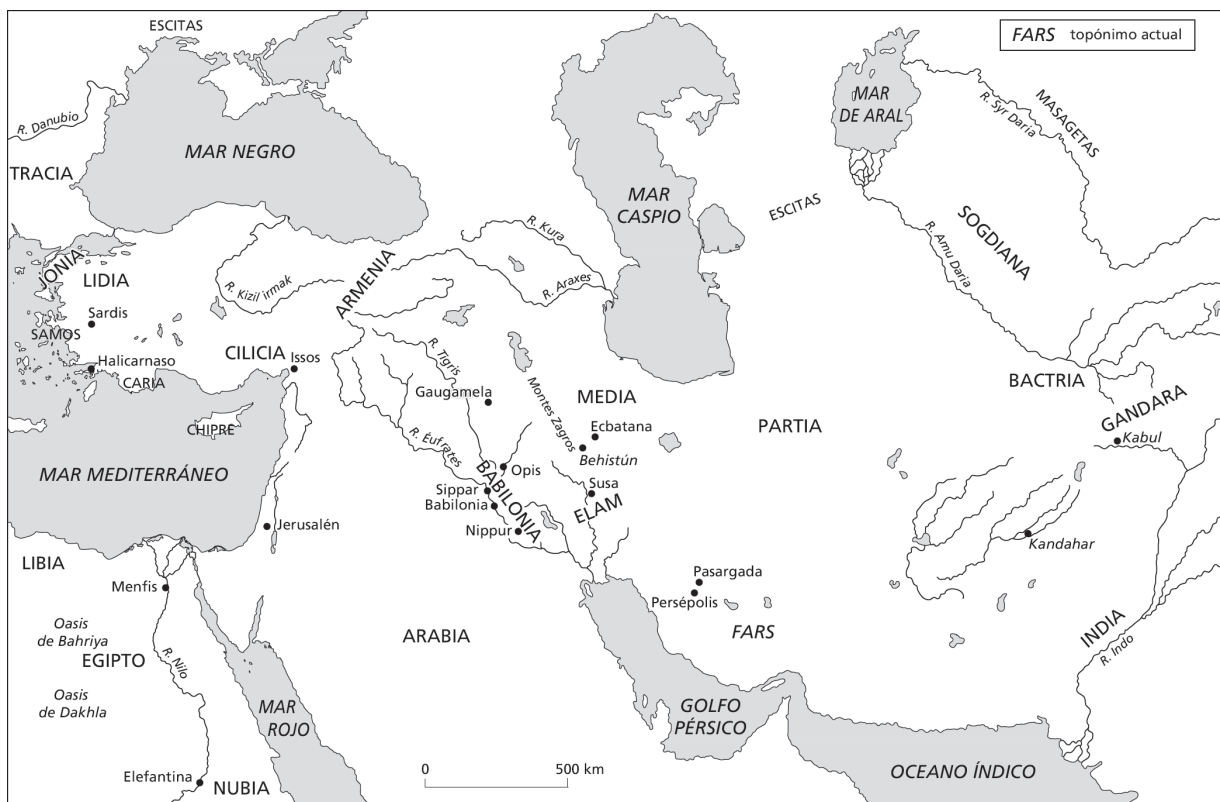 ESCITAS
FARS topónimo actual
R. Danubio
MAR NEGRO
TRACIA
MAR
CASPIO
MAR
DE ARAL
R. Syr Daria
MASAGETAS
ESCITAS
SOGDIANA
R. Amu Daria
R. Kura
R. Araxes
ARMENIA
R. Kizil irmak
JONIA
LIDIA
Sardis
SAMOS
Halicarnaso
CARIA
CILICIA
Issos
CHIPRE
MAR MEDITERRÁNEO
R. Tigris
Gaugamela
Montes Zagros
MEDIA
Ecbatana
Behistún
R. Éufrates
BABILONIA
Opis
Sippar
Babilonia
Nippur
Susa
ELAM
PARTIA
BACTRIA
GANDARA
Kabul
Kandahar
Jerusalén
LIBIA
Menfis
Oasis
de Bahriya
EGIPTO
R. Nilo
Oasis
de Dakhla
Elefantina
NUBIA
MAR
ROJO
ARABIA
Pasargada
Persépolis
FARS
GOLFO
PÉRSICO
INDIA
R. Indo
OCEANO ÍNDICO
0 500 km